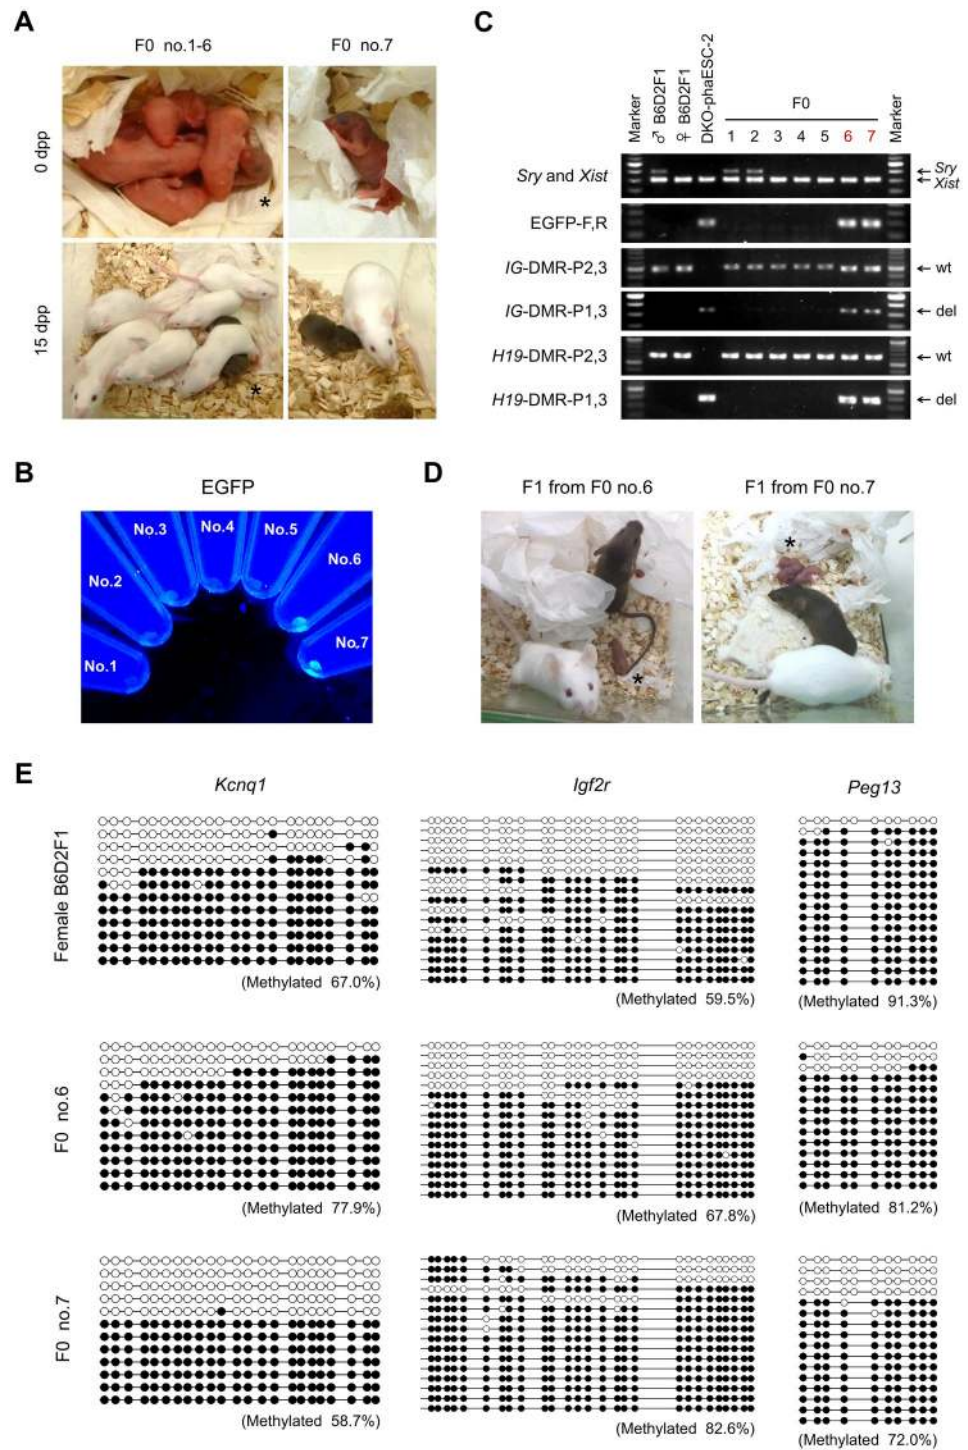 A
F0 no.1-6
F0 no.7
0 dpp
15 dpp
*
*
B
EGFP
No.1
No.2
No.3
No.4
No.5
No.6
No.7
C
Marker
♂ B6D2F1
♀ B6D2F1
DKO-phaESC-2
F0
1 2 3 4 5 6 7
Marker
Sry and Xist
← Sry
← Xist
EGFP-F,R
IG-DMR-P2,3
← wt
IG-DMR-P1,3
← del
H19-DMR-P2,3
← wt
H19-DMR-P1,3
← del
D
F1 from F0 no.6
F1 from F0 no.7
*
*
E
Kcnq1
Igf2r
Peg13
Female B6D2F1
(Methylated 67.0%)
(Methylated 59.5%)
(Methylated 91.3%)
F0 no.6
(Methylated 77.9%)
(Methylated 67.8%)
(Methylated 81.2%)
F0 no.7
(Methylated 58.7%)
(Methylated 82.6%)
(Methylated 72.0%)